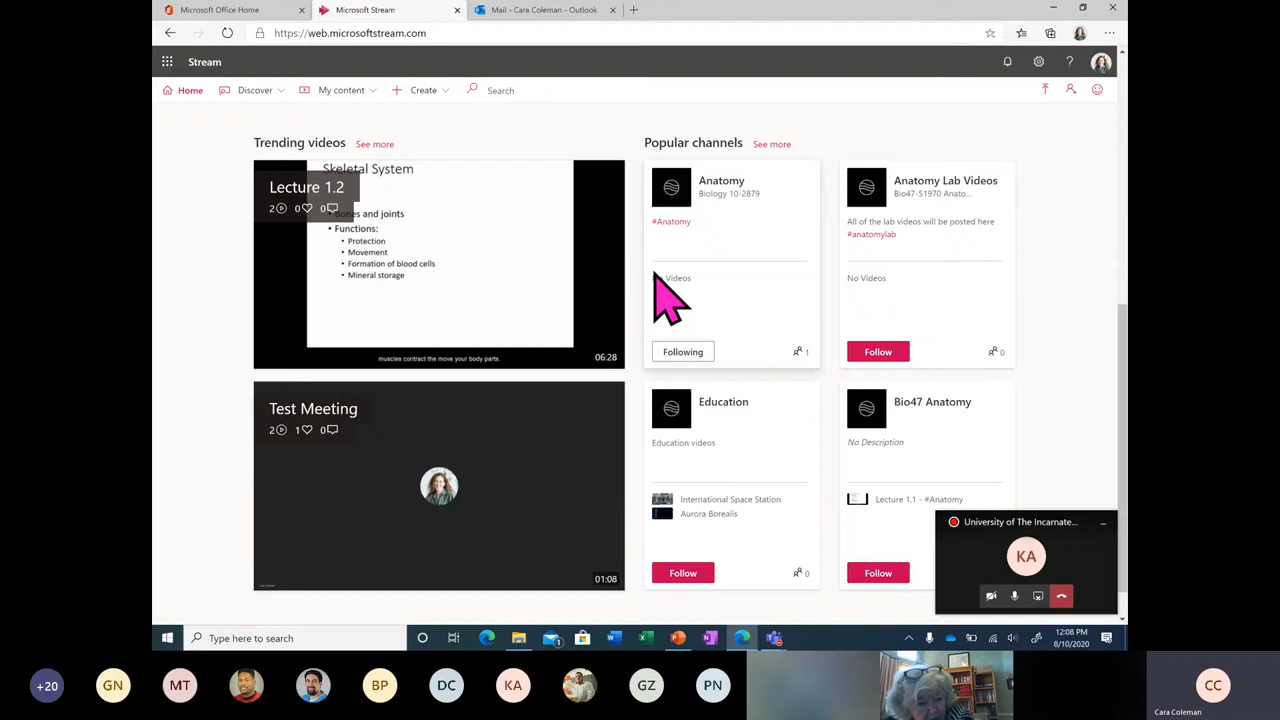 Microsoft Office Home
Microsoft Stream
Mail - Cara Coleman - Outlook
https://web.microsoftstream.com
Stream
Home
Discover
My content
Create
Search
Trending videos
See more
Popular channels
See more
Skeletal System
Lecture 1.2
2
0
0
Bones and joints
• Functions:
• Protection
• Movement
• Formation of blood cells
• Mineral storage
muscles contract the move your body parts.
06:28
Anatomy
Biology 10-2879
#Anatomy
Videos
Following
1
Anatomy Lab Videos
Bio47-51970 Anato...
All of the lab videos will be posted here
#anatomylab
No Videos
Follow
0
Test Meeting
2
1
0
01:08
Education
Education videos
International Space Station
Aurora Borealis
Follow
0
Bio47 Anatomy
No Description
Lecture 1.1 - #Anatomy
Follow
University of The Incarnate...
KA
Type here to search
12:08 PM
8/10/2020
+20
GN
MT
BP
DC
KA
GZ
PN
CC
Cara Coleman